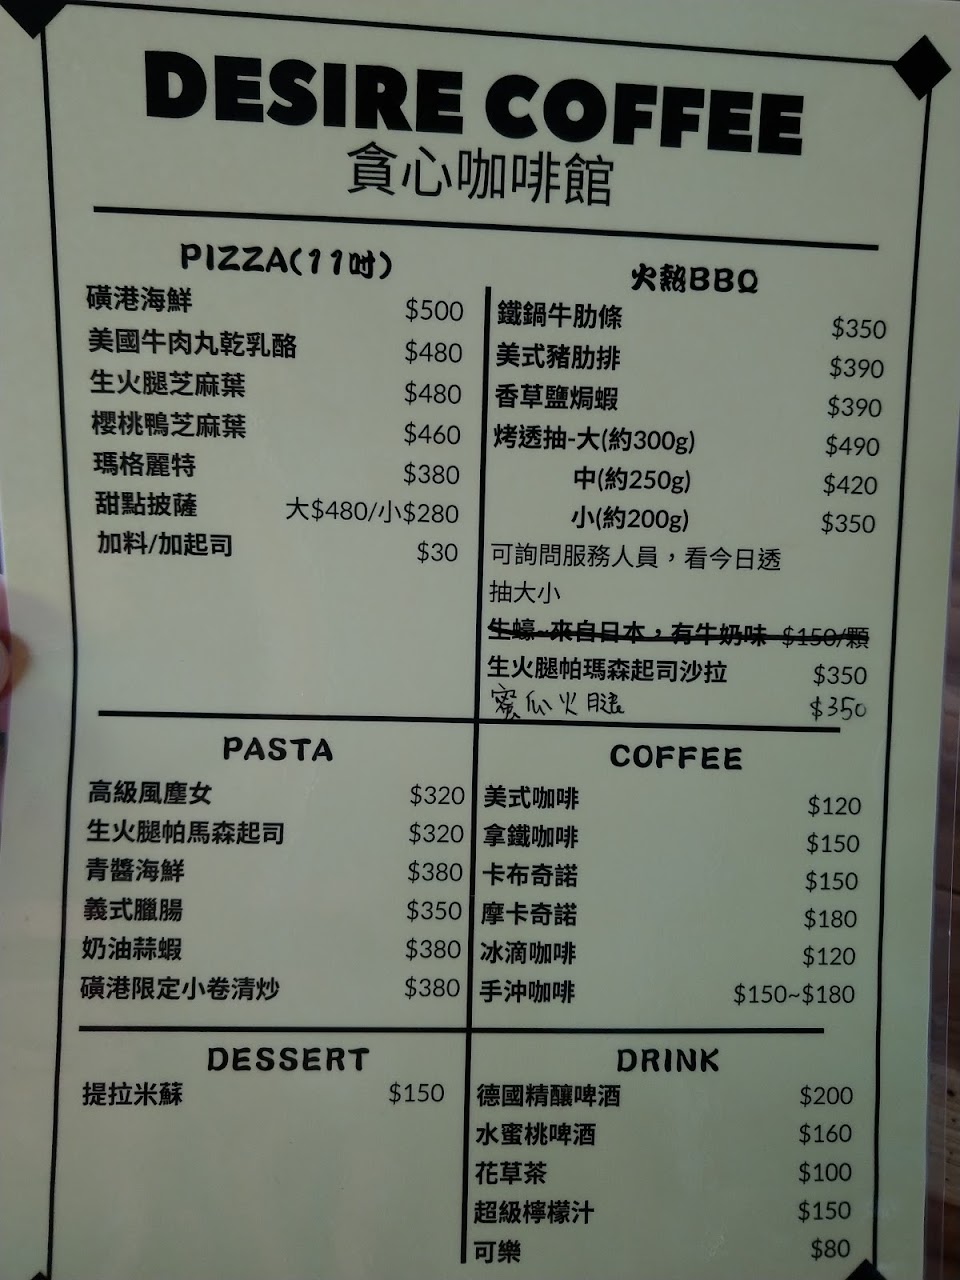 DESIRE COFFEE
貪心咖啡館
PIZZA(11吋)
磺港海鮮 $500
美國牛肉丸乾乳酪 $480
生火腿芝麻葉 $480
櫻桃鴨芝麻葉 $460
瑪格麗特 $380
甜點披薩 大$480/小$280
加料/加起司 $30
火熱BBQ
鐵鍋牛肋條 $350
美式豬肋排 $390
香草鹽焗蝦 $390
烤透抽-大(約300g) $490
中(約250g) $420
小(約200g) $350
可詢問服務人員，看今日透
抽大小
生蠔~來自日本，有牛奶味 $150/顆
生火腿帕瑪森起司沙拉 $350
蜜瓜火腿 $350
PASTA
高級風塵女 $320
生火腿帕馬森起司 $320
青醬海鮮 $380
義式臘腸 $350
奶油蒜蝦 $380
磺港限定小卷清炒 $380
COFFEE
美式咖啡 $120
拿鐵咖啡 $150
卡布奇諾 $150
摩卡奇諾 $180
冰滴咖啡 $120
手沖咖啡 $150~$180
DESSERT
提拉米蘇 $150
DRINK
德國精釀啤酒 $200
水蜜桃啤酒 $160
花草茶 $100
超級檸檬汁 $150
可樂 $80